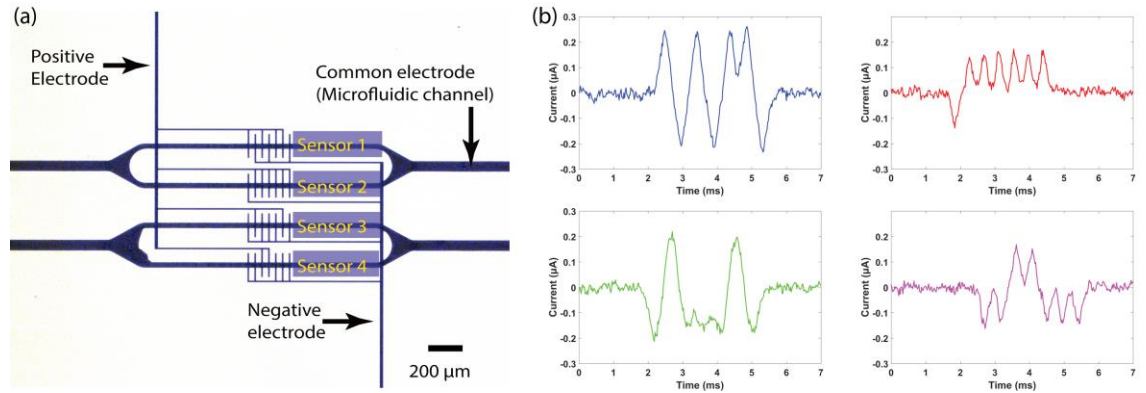 (a)
Positive
Electrode
Common electrode
(Microfluidic channel)
Sensor 1
Sensor 2
Sensor 3
Sensor 4
Negative
electrode
200 μm
(b)
0.3
0.2
0.1
0
-0.1
-0.2
-0.3
Current (μA)
0 1 2 3 4 5 6 7
Time (ms)
0.3
0.2
0.1
0
-0.1
-0.2
-0.3
Current (μA)
0 1 2 3 4 5 6 7
Time (ms)
0.3
0.2
0.1
0
-0.1
-0.2
-0.3
Current (μA)
0 1 2 3 4 5 6 7
Time (ms)
0.3
0.2
0.1
0
-0.1
-0.2
-0.3
Current (μA)
0 1 2 3 4 5 6 7
Time (ms)